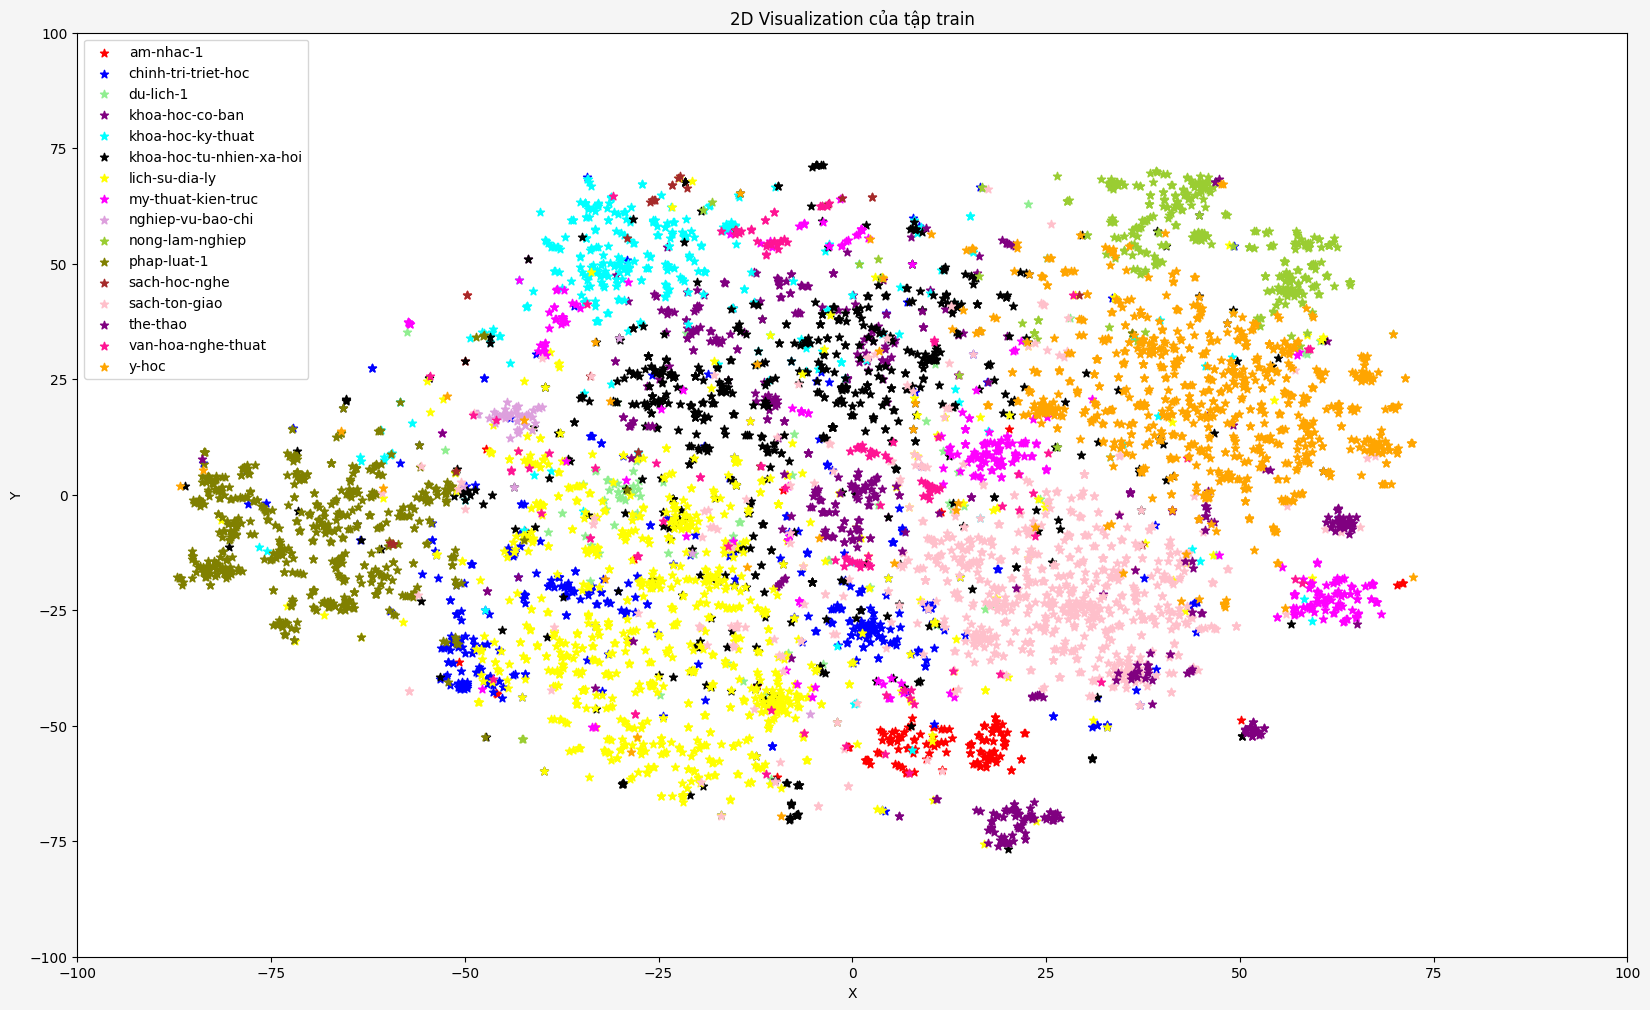 2D Visualization của tập train
100
75
50
25
0
−25
−50
−75
−100
Y
am-nhac-1
chinh-tri-triet-hoc
du-lich-1
khoa-hoc-co-ban
khoa-hoc-ky-thuat
khoa-hoc-tu-nhien-xa-hoi
lich-su-dia-ly
my-thuat-kien-truc
nghiep-vu-bao-chi
nong-lam-nghiep
phap-luat-1
sach-hoc-nghe
sach-ton-giao
the-thao
van-hoa-nghe-thuat
y-hoc
−100 −75 −50 −25 0 25 50 75 100
X